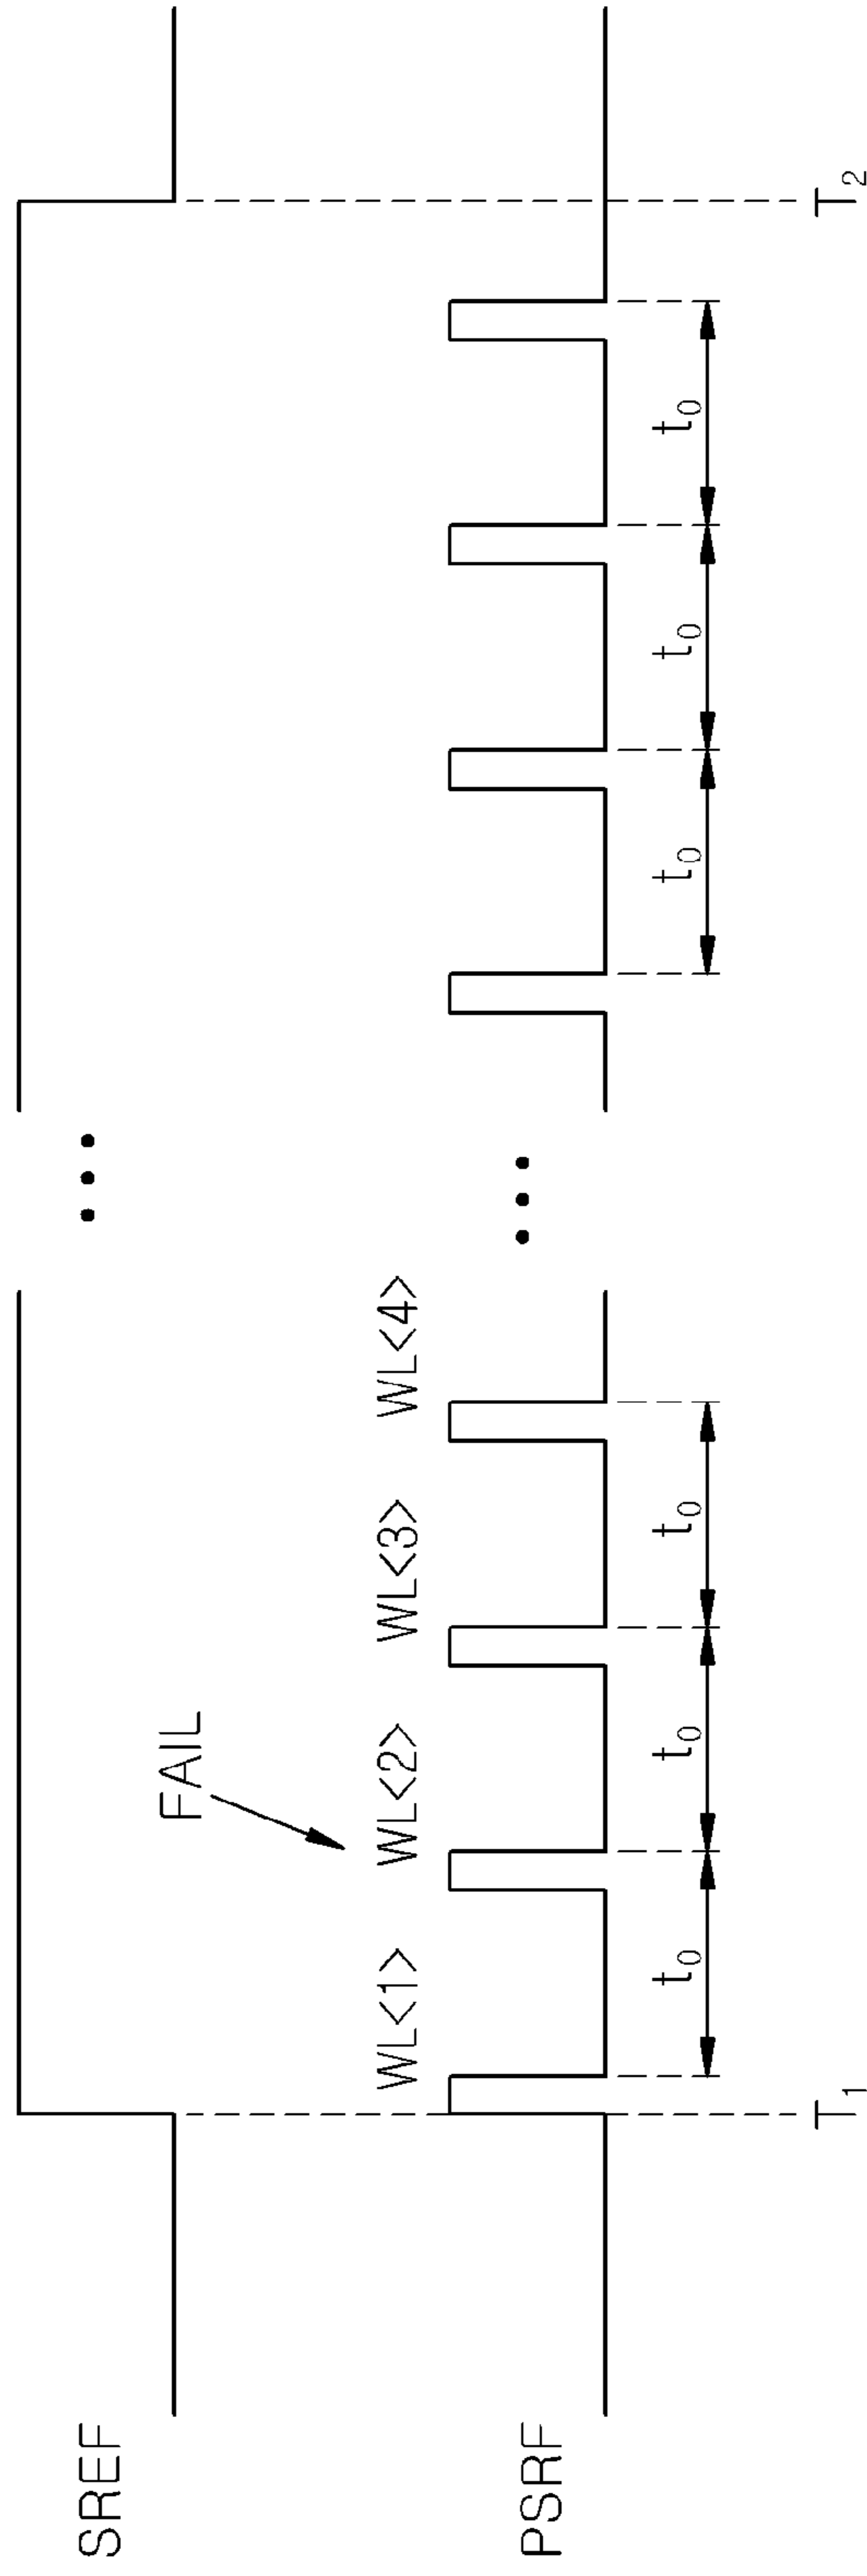 SREF
FAIL
WL<1> WL<2> WL<3> WL<4>
PSRF
t₀ t₀ t₀ t₀ t₀ t₀
T₁ T₂